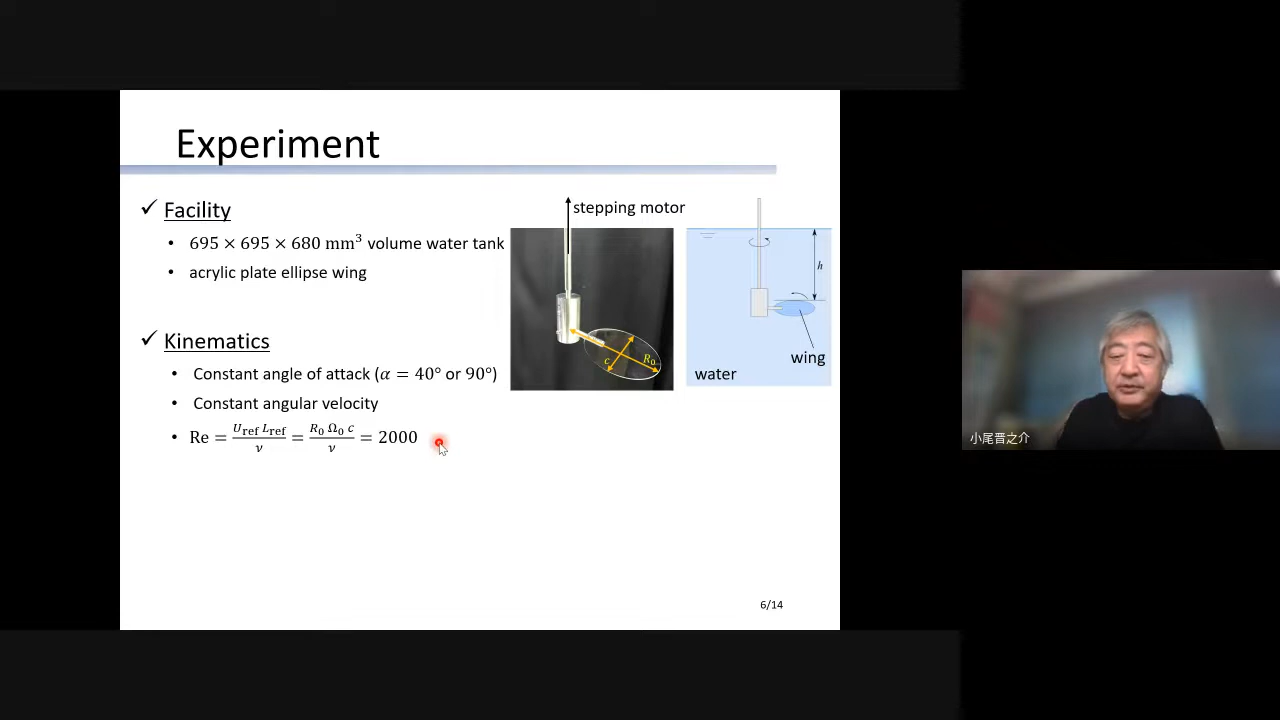 Experiment
✓ Facility
• 695 × 695 × 680 mm³ volume water tank
• acrylic plate ellipse wing
✓ Kinematics
• Constant angle of attack (α = 40° or 90°)
• Constant angular velocity
• Re = U_ref L_ref / ν = R₀ Ω₀ c / ν = 2000
stepping motor
c
R₀
h
wing
water
6/14
小尾晋之介